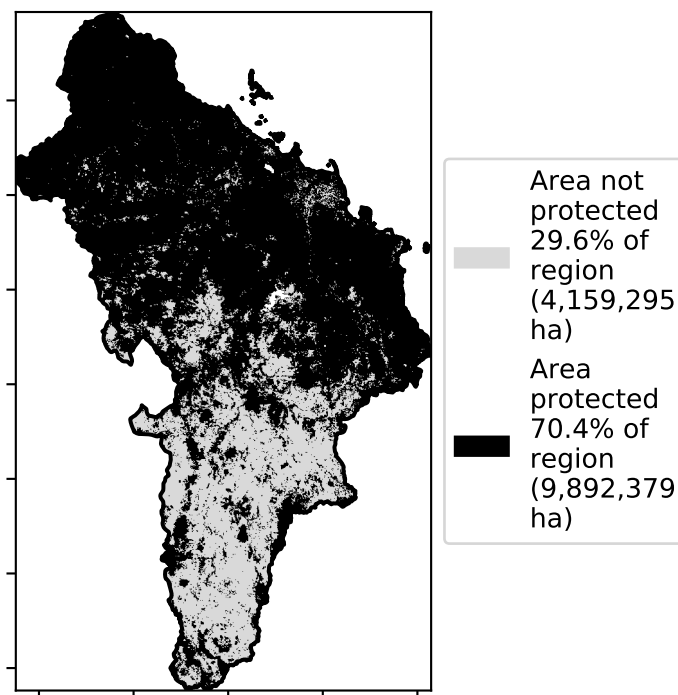 Area not
protected
29.6% of
region
(4,159,295
ha)
Area
protected
70.4% of
region
(9,892,379
ha)